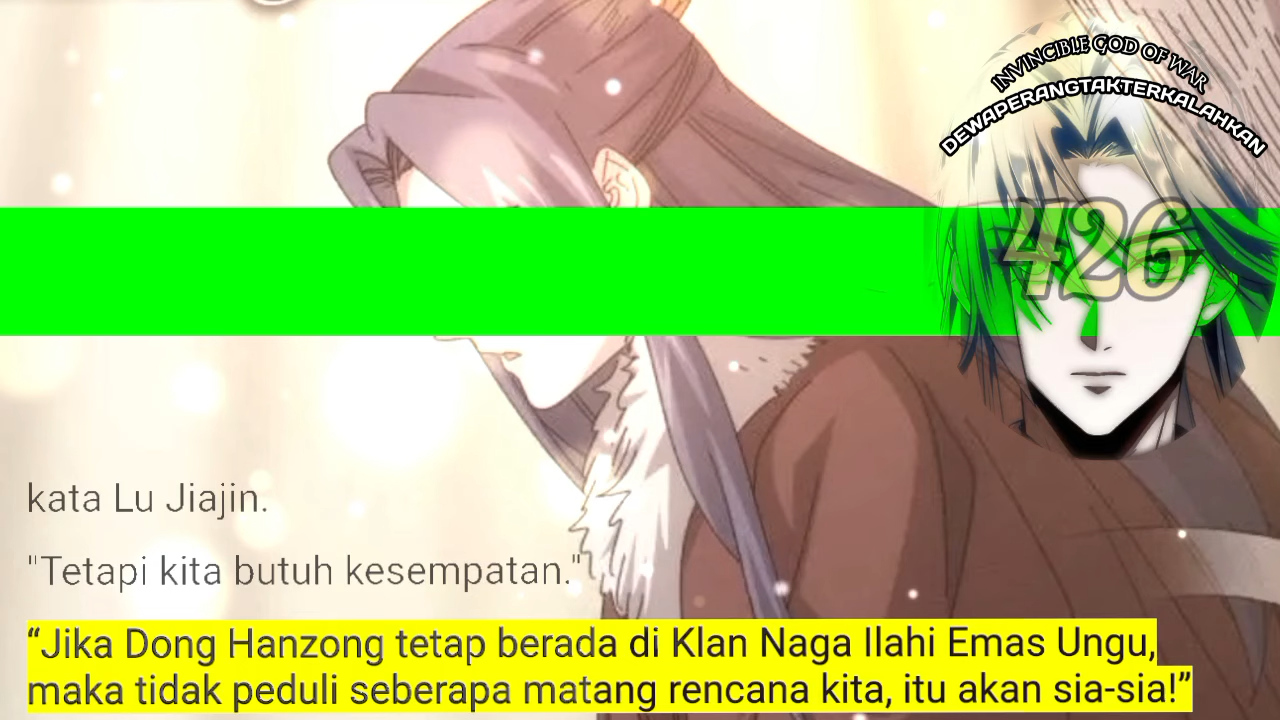 INVINCIBLE GOD OF WAR
DEWAPERANGTAKTERKALAHKAN
426
kata Lu Jiajin.
"Tetapi kita butuh kesempatan."
“Jika Dong Hanzong tetap berada di Klan Naga Ilahi Emas Ungu,
maka tidak peduli seberapa matang rencana kita, itu akan sia-sia!”